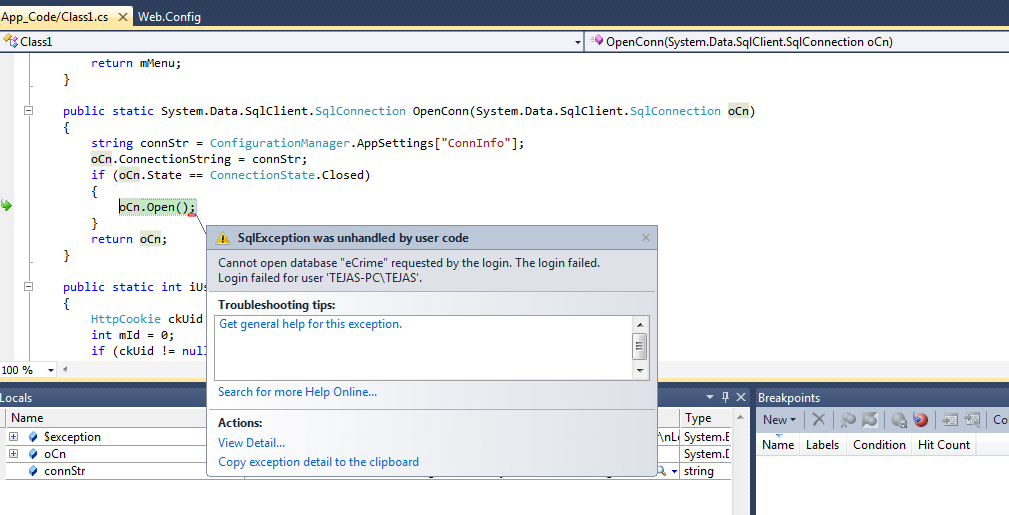 App_Code/Class1.cs Web.Config
Class1 OpenConn(System.Data.SqlClient.SqlConnection oCn)
return mMenu;
}
public static System.Data.SqlClient.SqlConnection OpenConn(System.Data.SqlClient.SqlConnection oCn)
{
string connStr = ConfigurationManager.AppSettings["ConnInfo"];
oCn.ConnectionString = connStr;
if (oCn.State == ConnectionState.Closed)
{
oCn.Open();
}
return oCn;
}
public static int iUs
{
HttpCookie ckUid
int mId = 0;
if (ckUid != null
SqlException was unhandled by user code
Cannot open database "eCrime" requested by the login. The login failed.
Login failed for user 'TEJAS-PC\TEJAS'.
Troubleshooting tips:
Get general help for this exception.
Search for more Help Online...
Actions:
View Detail...
Copy exception detail to the clipboard
100 %
Locals
Name Type
$exception \nL System.E
oCn System.D
connStr string
Breakpoints
New Co
Name Labels Condition Hit Count